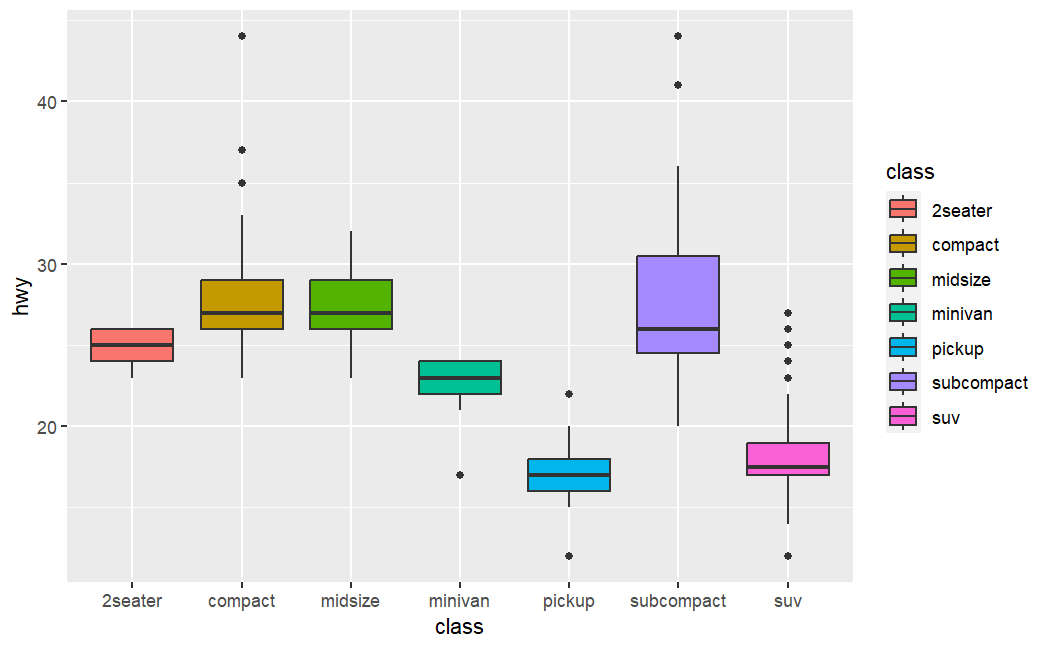 hwy
40
30
20
2seater
compact
midsize
minivan
pickup
subcompact
suv
class
class
2seater
compact
midsize
minivan
pickup
subcompact
suv